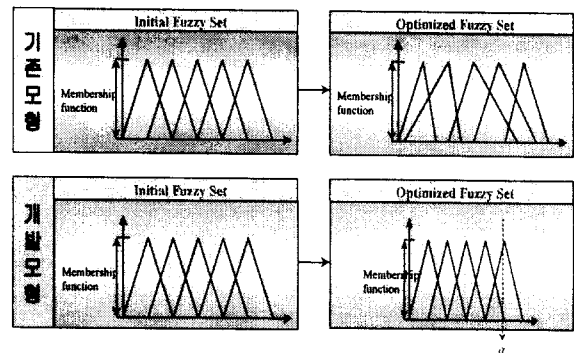 기존모형
Initial Fuzzy Set
Membership
function
Optimized Fuzzy Set
Membership
function
개발모형
Initial Fuzzy Set
Membership
function
Optimized Fuzzy Set
Membership
function
a